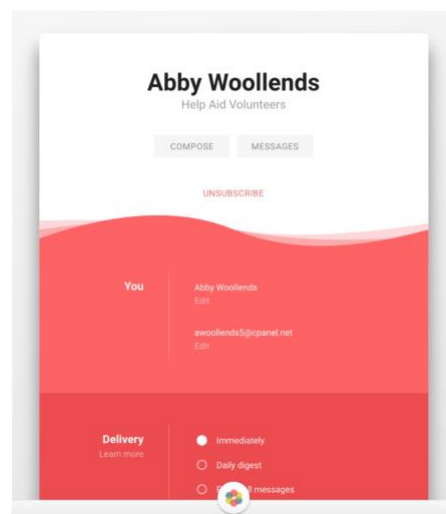 Abby Woollends
Help Aid Volunteers
COMPOSE MESSAGES
UNSUBSCRIBE
You
Abby Woollends
Edit
awoollends5@cpanel.net
Edit
Delivery
Learn more
Immediately
Daily digest
messages